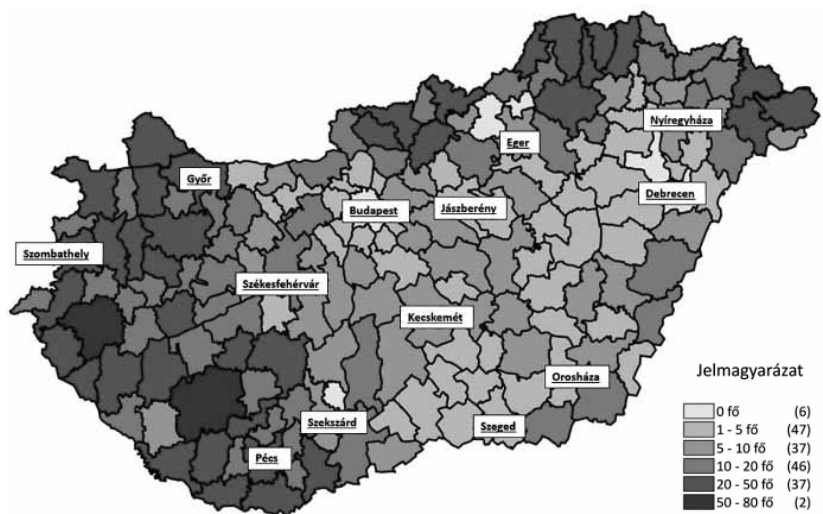 Nyíregyháza
Eger
Győr
Debrecen
Budapest
Jászberény
Szombathely
Székesfehérvár
Kecskemét
Jelmagyarázat
Orosháza
0 fő (6)
1 - 5 fő (47)
Szekszárd
Szeged
5 - 10 fő (37)
10 - 20 fő (46)
Pécs
20 - 50 fő (37)
50 - 80 fő (2)